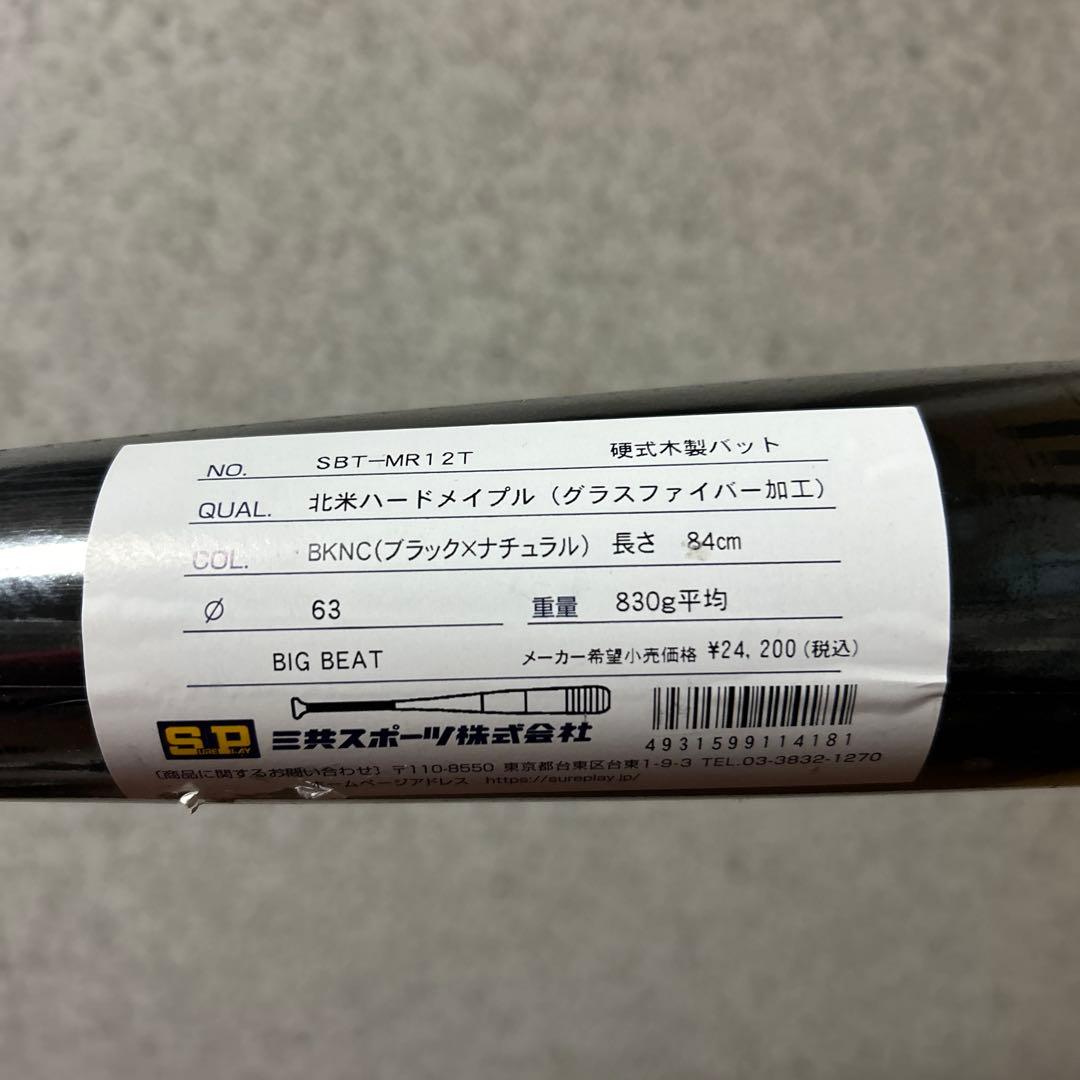 NO. SBT-MR12T 硬式木製バット
QUAL. 北米ハードメイプル（グラスファイバー加工）
COL. BKNC(ブラック×ナチュラル） 長さ 84cm
Ø 63 重量 830g平均
BIG BEAT メーカー希望小売価格 ¥24,200（税込）
SP SURE PLAY 三共スポーツ株式会社
4931599114181
〔商品に関するお問い合わせ〕〒110-8550 東京都台東区台東1-9-3 TEL.03-3832-1270
ームページアドレス https://sureplay.jp/